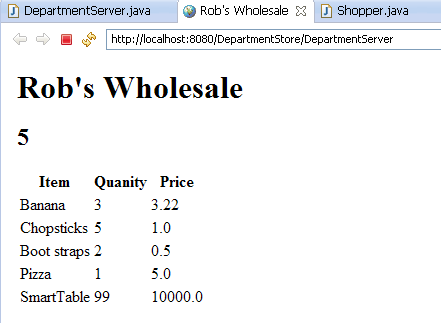 DepartmentServer.java Rob's Wholesale Shopper.java
http://localhost:8080/DepartmentStore/DepartmentServer
Rob's Wholesale
5
Item Quanity Price
Banana 3 3.22
Chopsticks 5 1.0
Boot straps 2 0.5
Pizza 1 5.0
SmartTable 99 10000.0